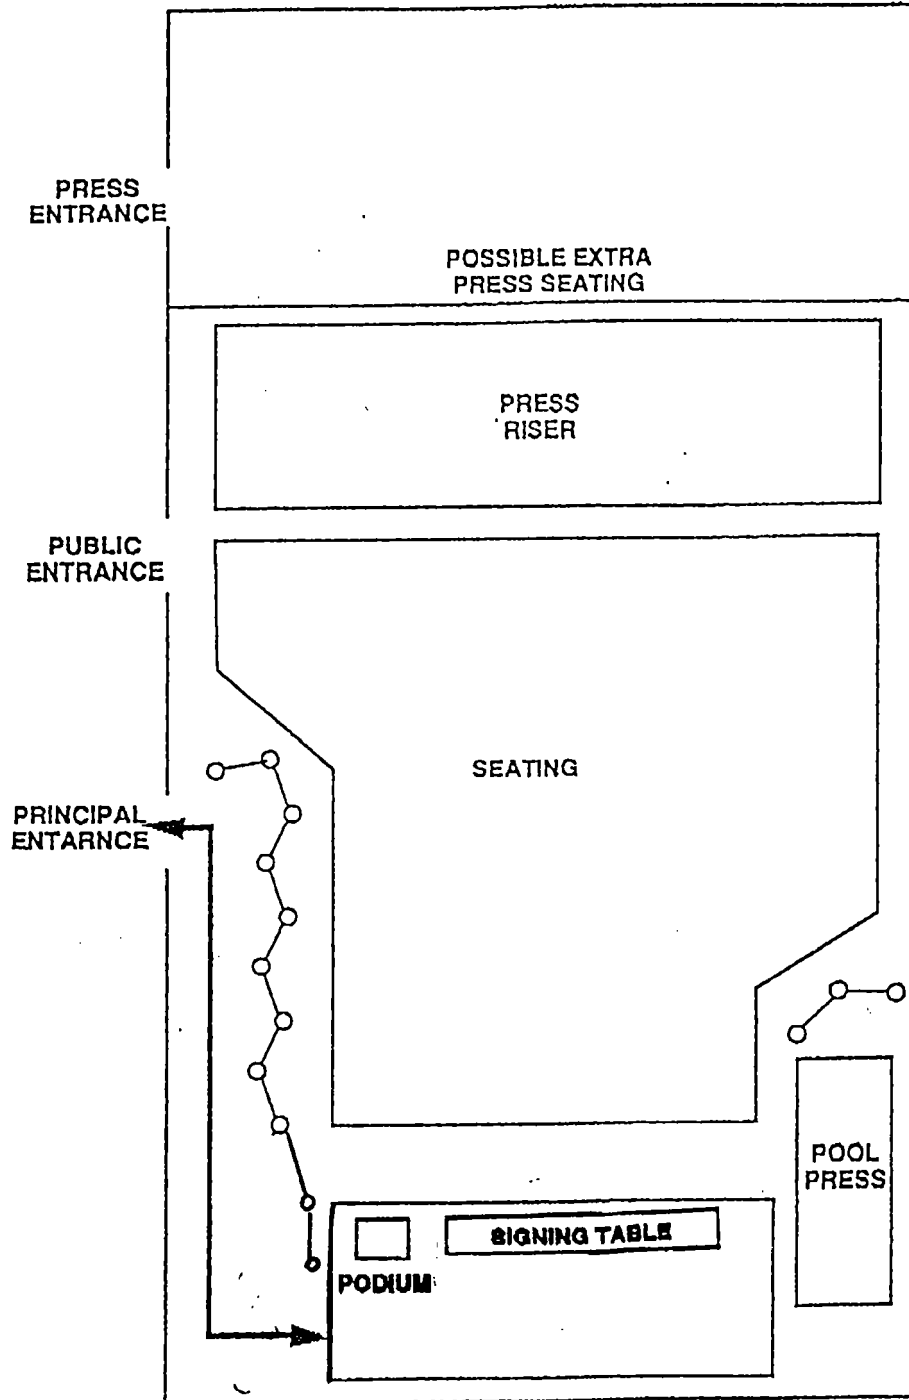 PRESS
ENTRANCE
POSSIBLE EXTRA
PRESS SEATING
PRESS
RISER
PUBLIC
ENTRANCE
SEATING
PRINCIPAL
ENTARNCE
POOL
PRESS
SIGNING TABLE
PODIUM